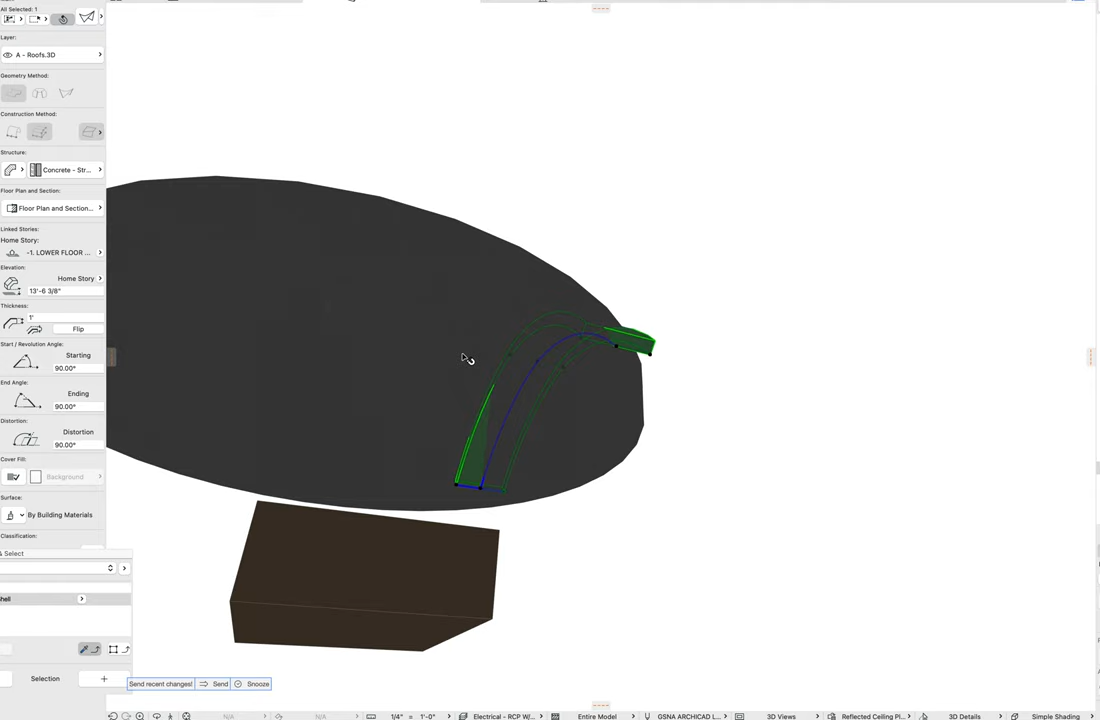 All Selected: 1
Layer:
A - Roofs.3D
Geometry Method:
Construction Method:
Structure:
Concrete - Str...
Floor Plan and Section:
Floor Plan and Section...
Linked Stories:
Home Story:
-1. LOWER FLOOR ...
Elevation:
Home Story
13'-6 3/8"
Thickness:
1'
Flip
Start / Revolution Angle:
Starting
90.00°
End Angle:
Ending
90.00°
Distortion:
Distortion
90.00°
Cover Fill:
Background
Surface:
By Building Materials
Classification:
& Select
hell
Selection
+
Send recent changes! Send Snooze
N/A N/A 1/4" = 1'-0" Electrical - RCP W/... Entire Model GSNA ARCHICAD L... 3D Views Reflected Ceiling Pl... 3D Details Simple Shading